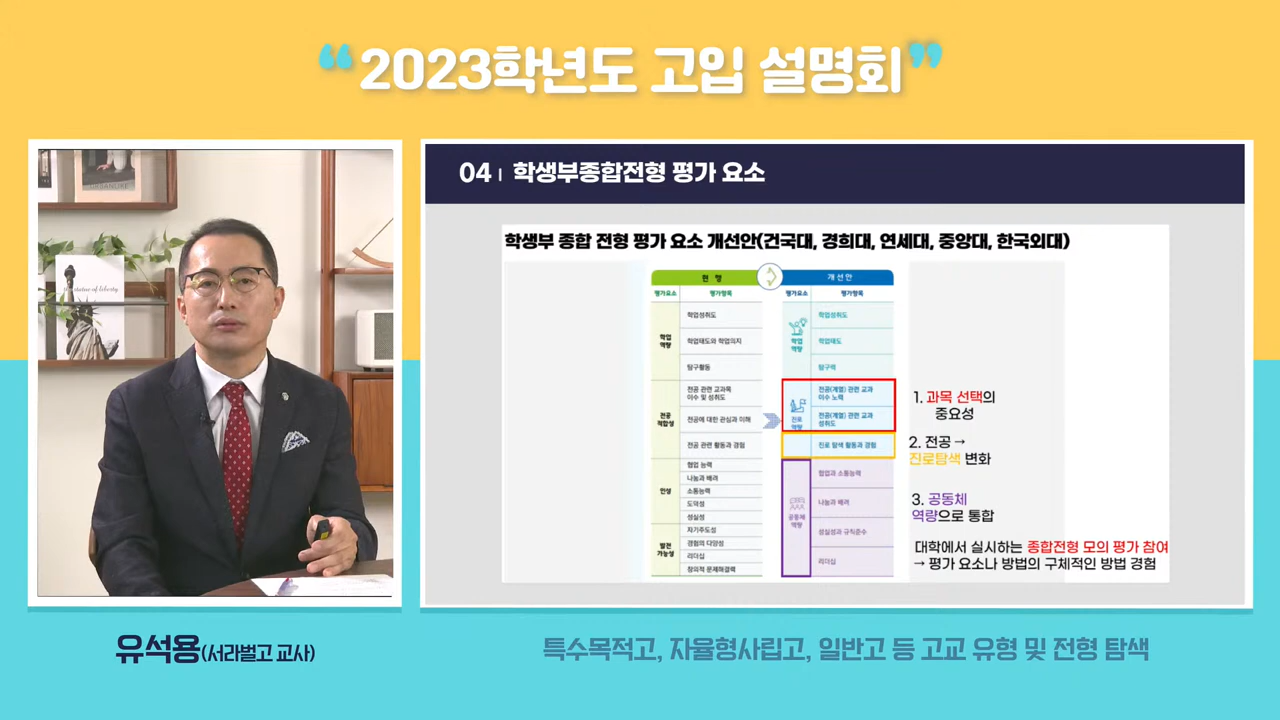 “2023학년도 고입 설명회”
the statue of liberty
04 | 학생부종합전형 평가 요소
학생부 종합 전형 평가 요소 개선안(건국대, 경희대, 연세대, 중앙대, 한국외대)
현 행
개선안
평가요소
평가항목
평가요소
평가항목
학업
역량
학업성취도
학업태도와 학업의지
탐구활동
전공
적합성
전공 관련 교과목
이수 및 성취도
전공에 대한 관심과 이해
전공 관련 활동과 경험
인성
협업 능력
나눔과 배려
소통능력
도덕성
성실성
발전
가능성
자기주도성
경험의 다양성
리더십
창의적 문제해결력
학업
역량
학업성취도
학업태도
탐구력
진로
역량
전공(계열) 관련 교과
이수 노력
전공(계열) 관련 교과
성취도
진로 탐색 활동과 경험
공동체
역량
협업과 소통능력
나눔과 배려
성실성과 규칙준수
리더십
1. 과목 선택의
중요성
2. 전공 →
진로탐색 변화
3. 공동체
역량으로 통합
대학에서 실시하는 종합전형 모의 평가 참여
→ 평가 요소나 방법의 구체적인 방법 경험
유석용(서라벌고 교사)
특수목적고, 자율형사립고, 일반고 등 고교 유형 및 전형 탐색